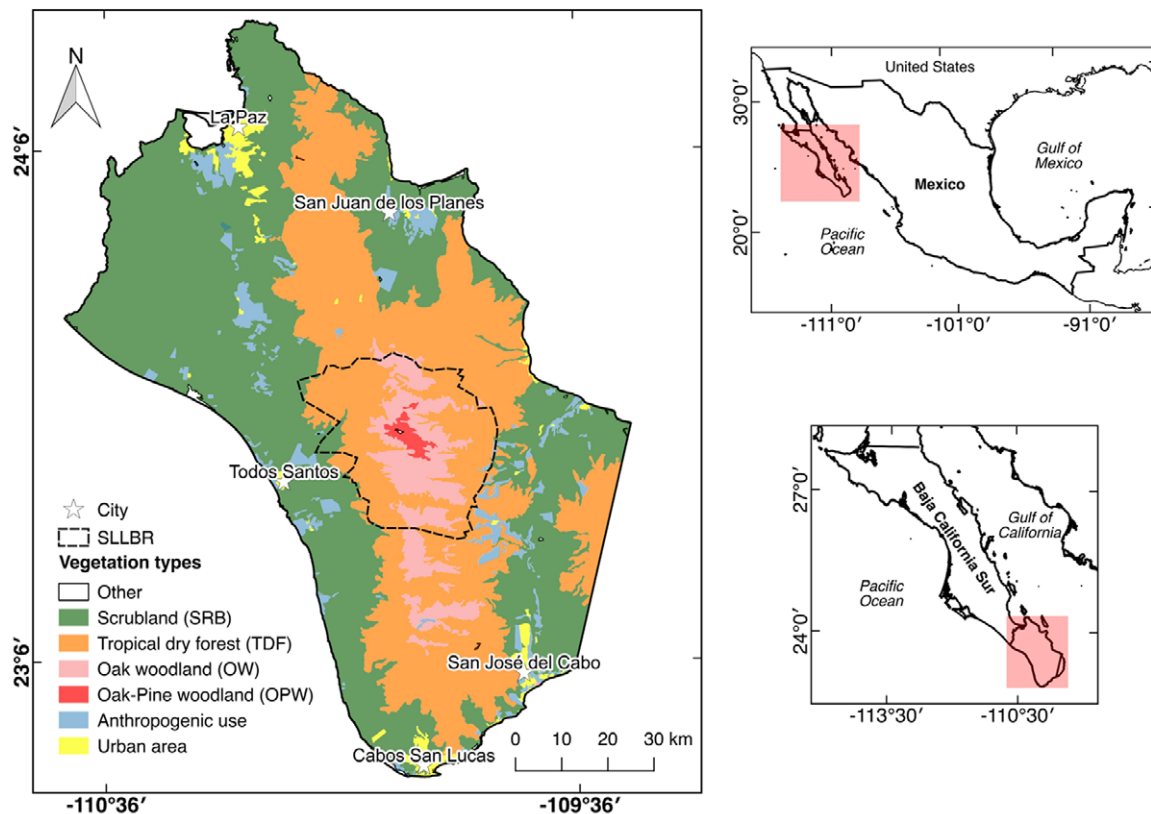 N
La Paz
24°6′
San Juan de los Planes
Todos Santos
City
SLLBR
Vegetation types
Other
Scrubland (SRB)
Tropical dry forest (TDF)
Oak woodland (OW)
Oak-Pine woodland (OPW)
Anthropogenic use
Urban area
23°6′
San José del Cabo
Cabos San Lucas
0 10 20 30 km
-110°36′ -109°36′
United States
30°0′
Gulf of
Mexico
Mexico
20°0′
Pacific
Ocean
-111°0′ -101°0′ -91°0′
27°0′
Baja California Sur
Gulf of
California
Pacific
Ocean
24°0′
-113°30′ -110°30′